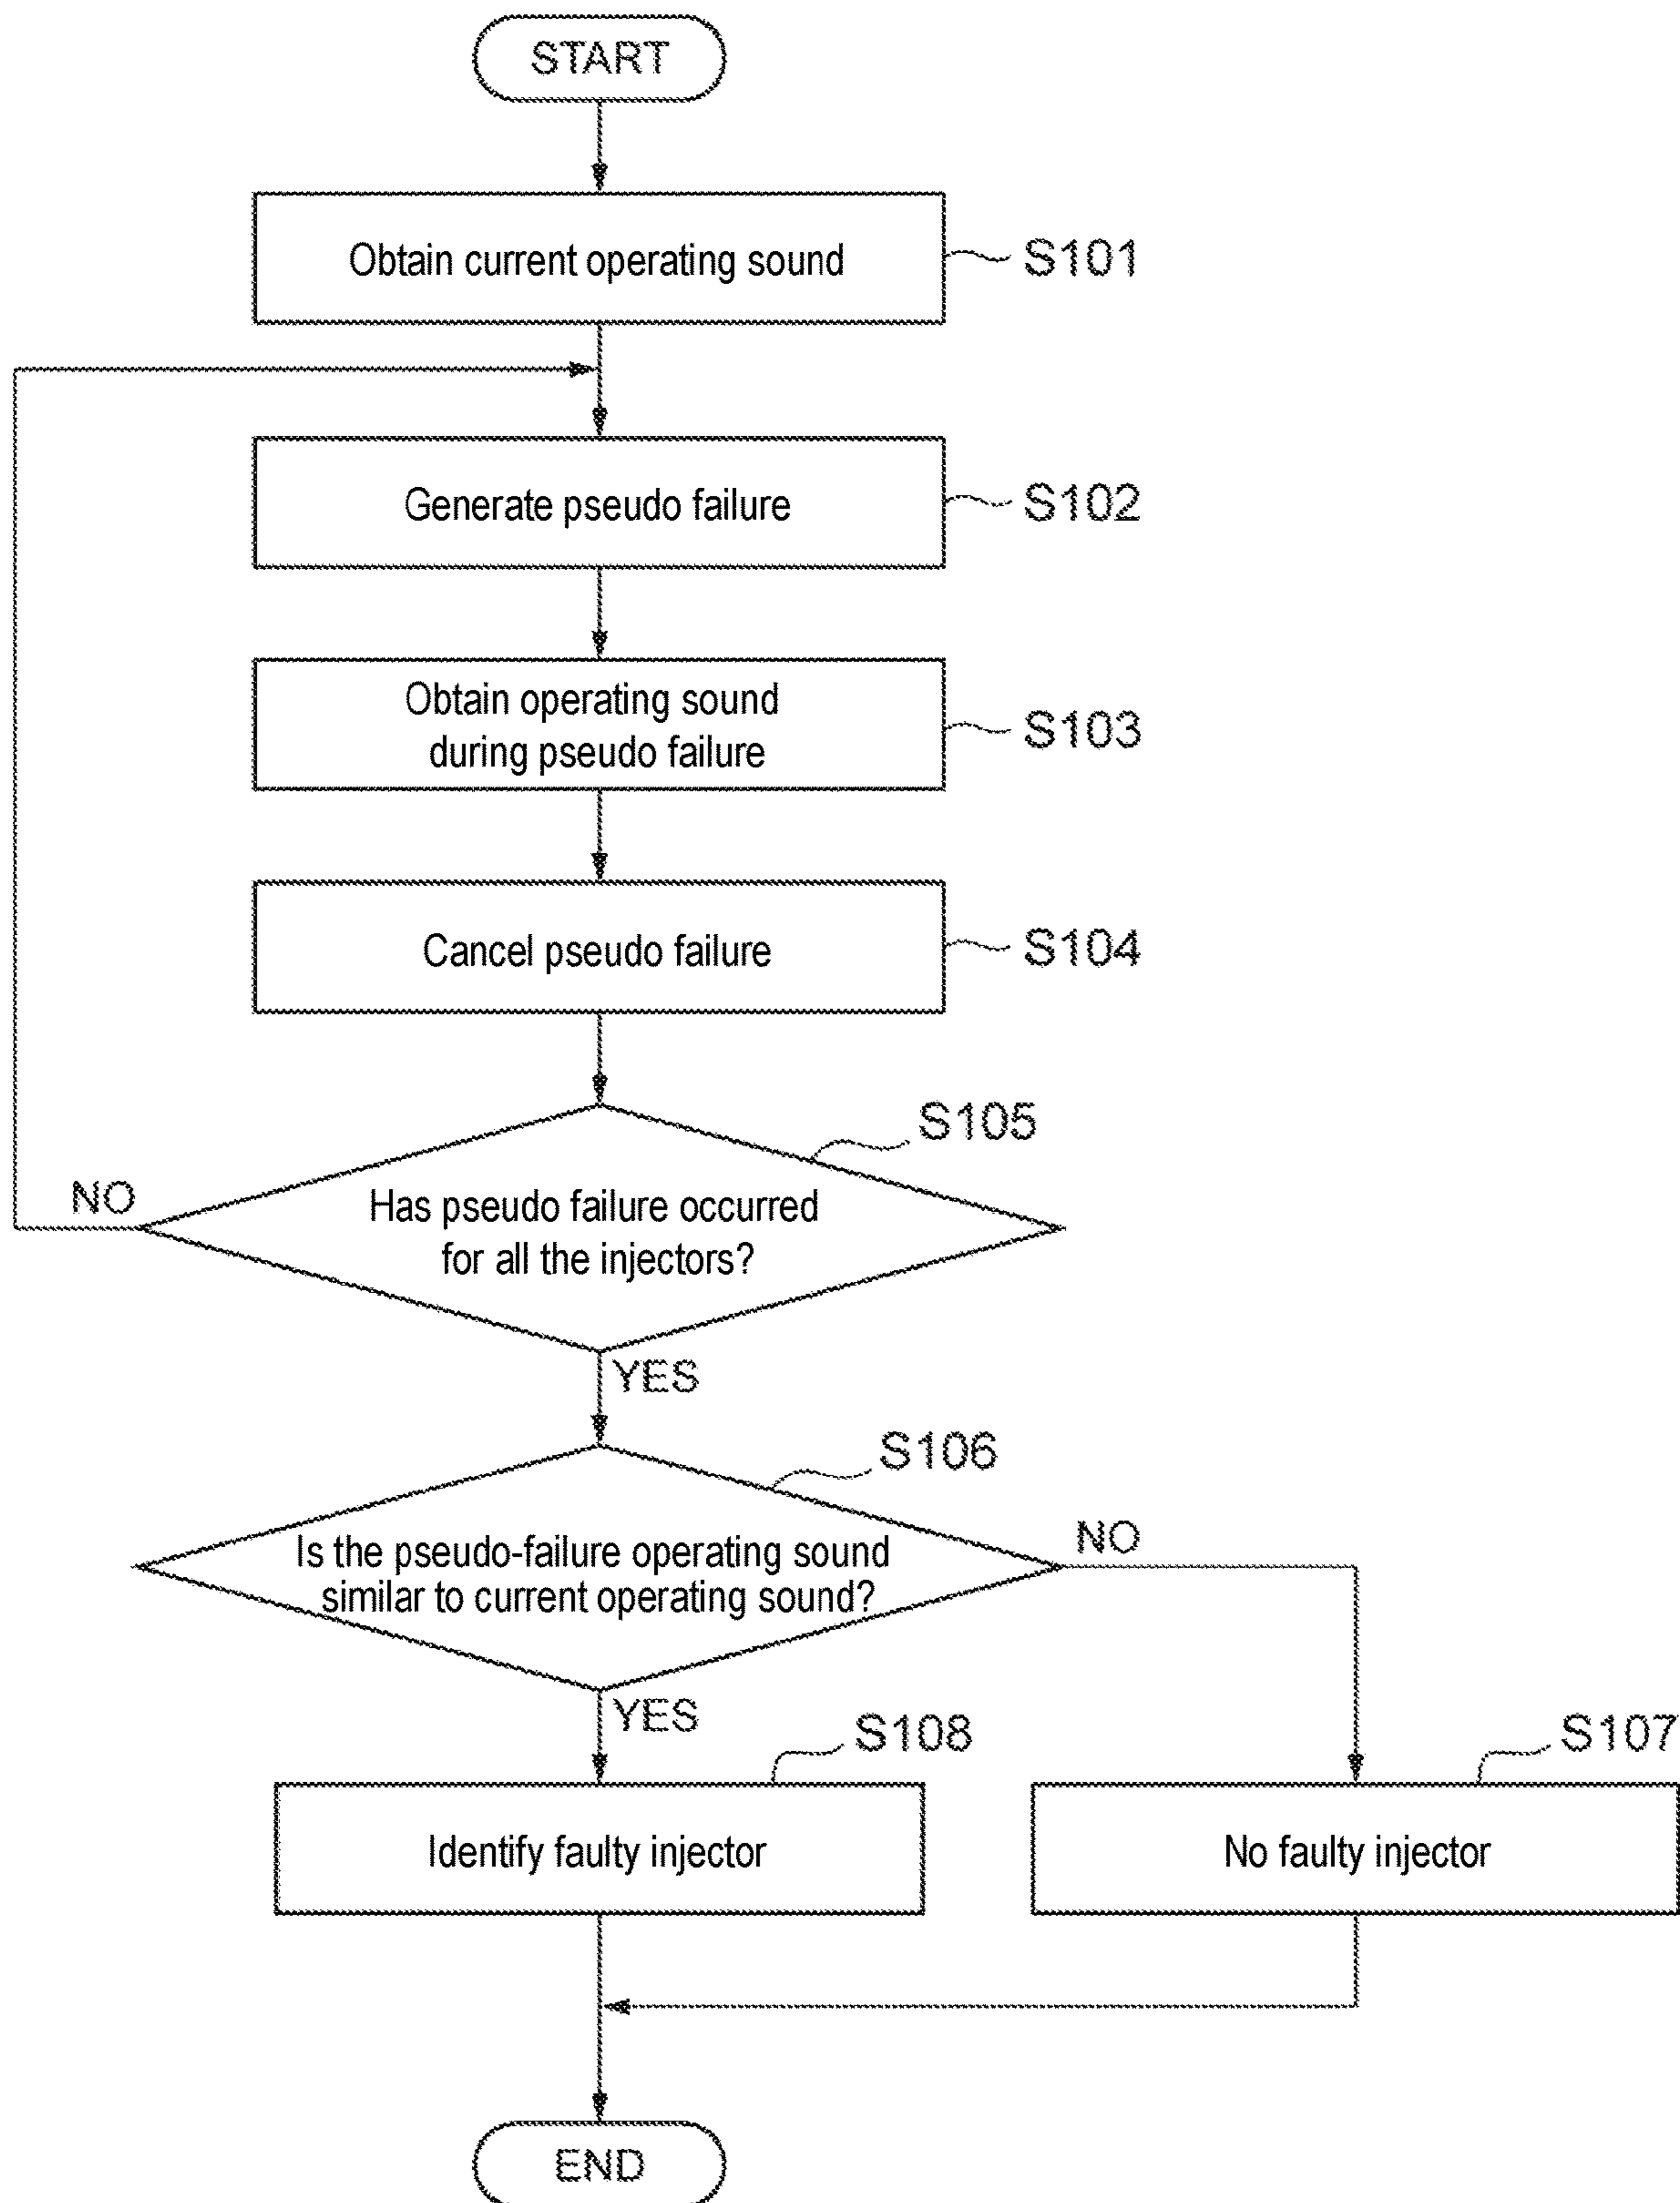 START
Obtain current operating sound
S101
Generate pseudo failure
S102
Obtain operating sound
during pseudo failure
S103
Cancel pseudo failure
S104
S105
Has pseudo failure occurred
for all the injectors?
NO
YES
S106
Is the pseudo-failure operating sound
similar to current operating sound?
NO
YES
S108
Identify faulty injector
S107
No faulty injector
END